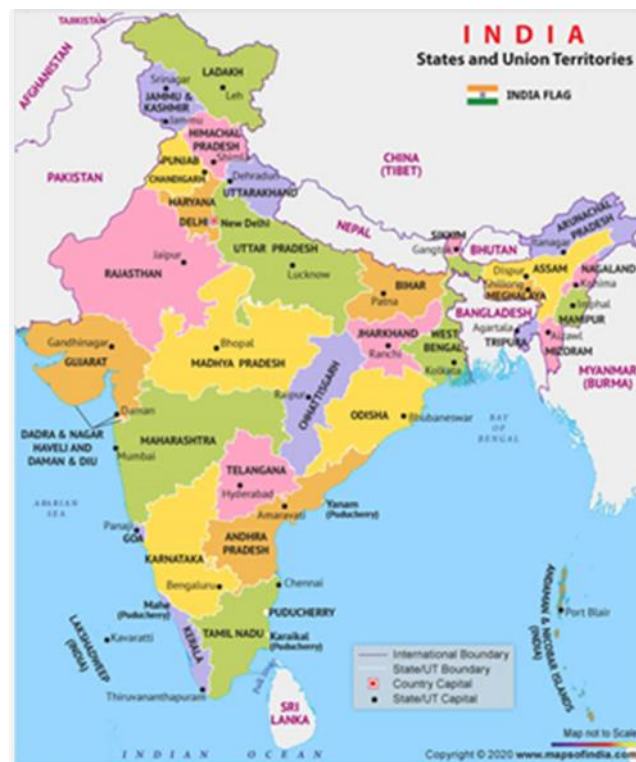 INDIA
States and Union Territories
INDIA FLAG
TAJIKISTAN
AFGHANISTAN
PAKISTAN
CHINA
(TIBET)
NEPAL
BHUTAN
BANGLADESH
MYANMAR
(BURMA)
SRI
LANKA
LADAKH
Leh
Srinagar
JAMMU &
KASHMIR
Jammu
HIMACHAL
PRADESH
Shimla
PUNJAB
CHANDIGARH
Dehradun
UTTARAKHAND
HARYANA
DELHI
New Delhi
RAJASTHAN
Jaipur
UTTAR PRADESH
Lucknow
BIHAR
Patna
SIKKIM
Gangtok
ARUNACHAL
PRADESH
Itanagar
ASSAM
Dispur
NAGALAND
Kohima
Shillong
MEGHALAYA
Imphal
MANIPUR
Agartala
TRIPURA
Aizawl
MIZORAM
JHARKHAND
Ranchi
WEST
BENGAL
Kolkata
Gandhinagar
GUJARAT
Bhopal
MADHYA PRADESH
Raipur
CHHATTISGARH
ODISHA
Bhubaneswar
Daman
DADRA & NAGAR
HAVELI AND
DAMAN & DIU
MAHARASHTRA
Mumbai
TELANGANA
Hyderabad
Amaravati
Yanam
(Puducherry)
BAY
OF
BENGAL
ARABIAN
SEA
Panaji
GOA
KARNATAKA
ANDHRA
PRADESH
Bengaluru
Chennai
Mahe
(Puducherry)
PUDUCHERRY
TAMIL NADU
Karaikal
(Puducherry)
KERALA
LAKSHADWEEP
(INDIA)
Kavaratti
Thiruvananthapuram
ANDAMAN & NICOBAR ISLANDS
(INDIA)
Port Blair
INDIAN OCEAN
International Boundary
State/UT Boundary
Country Capital
State/UT Capital
Map not to Scale
Copyright © 2020 www.mapsofindia.com